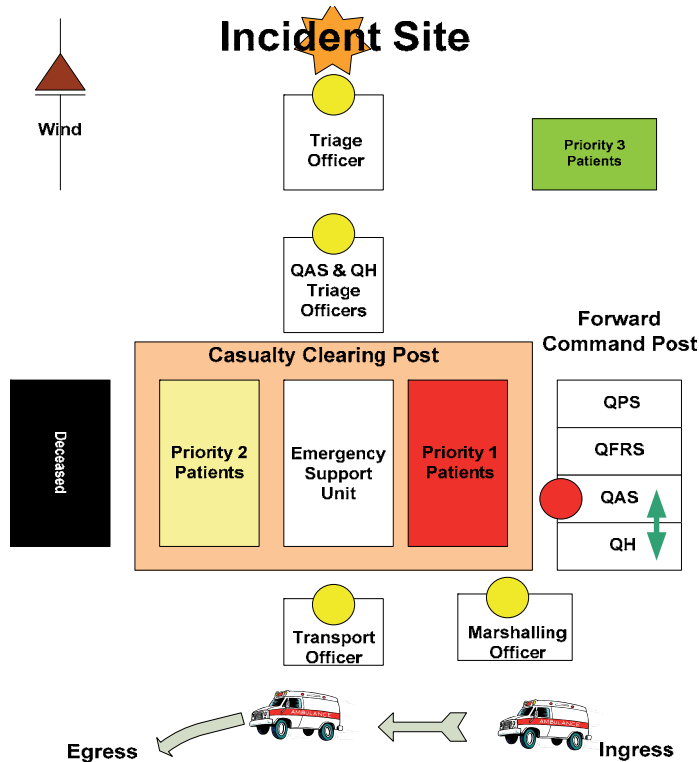 Incident Site
Wind
Triage
Officer
Priority 3
Patients
QAS & QH
Triage
Officers
Forward
Command Post
Casualty Clearing Post
Deceased
Priority 2
Patients
Emergency
Support
Unit
Priority 1
Patients
QPS
QFRS
QAS
QH
Transport
Officer
Marshalling
Officer
AMBULANCE
AMBULANCE
Egress
Ingress